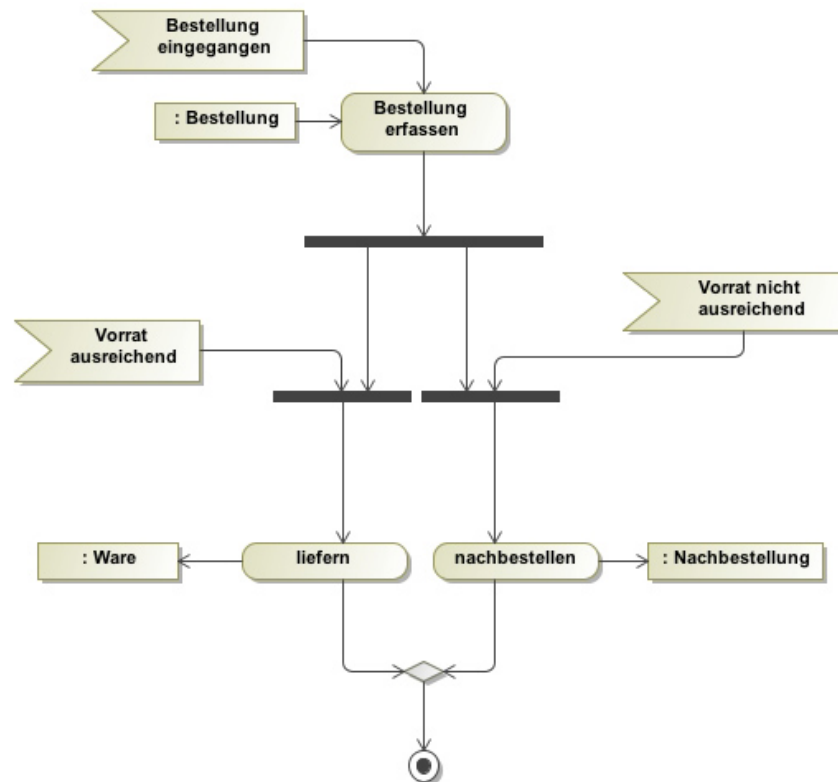 Bestellung
eingegangen
: Bestellung
Bestellung
erfassen
Vorrat nicht
ausreichend
Vorrat
ausreichend
: Ware
liefern
nachbestellen
: Nachbestellung